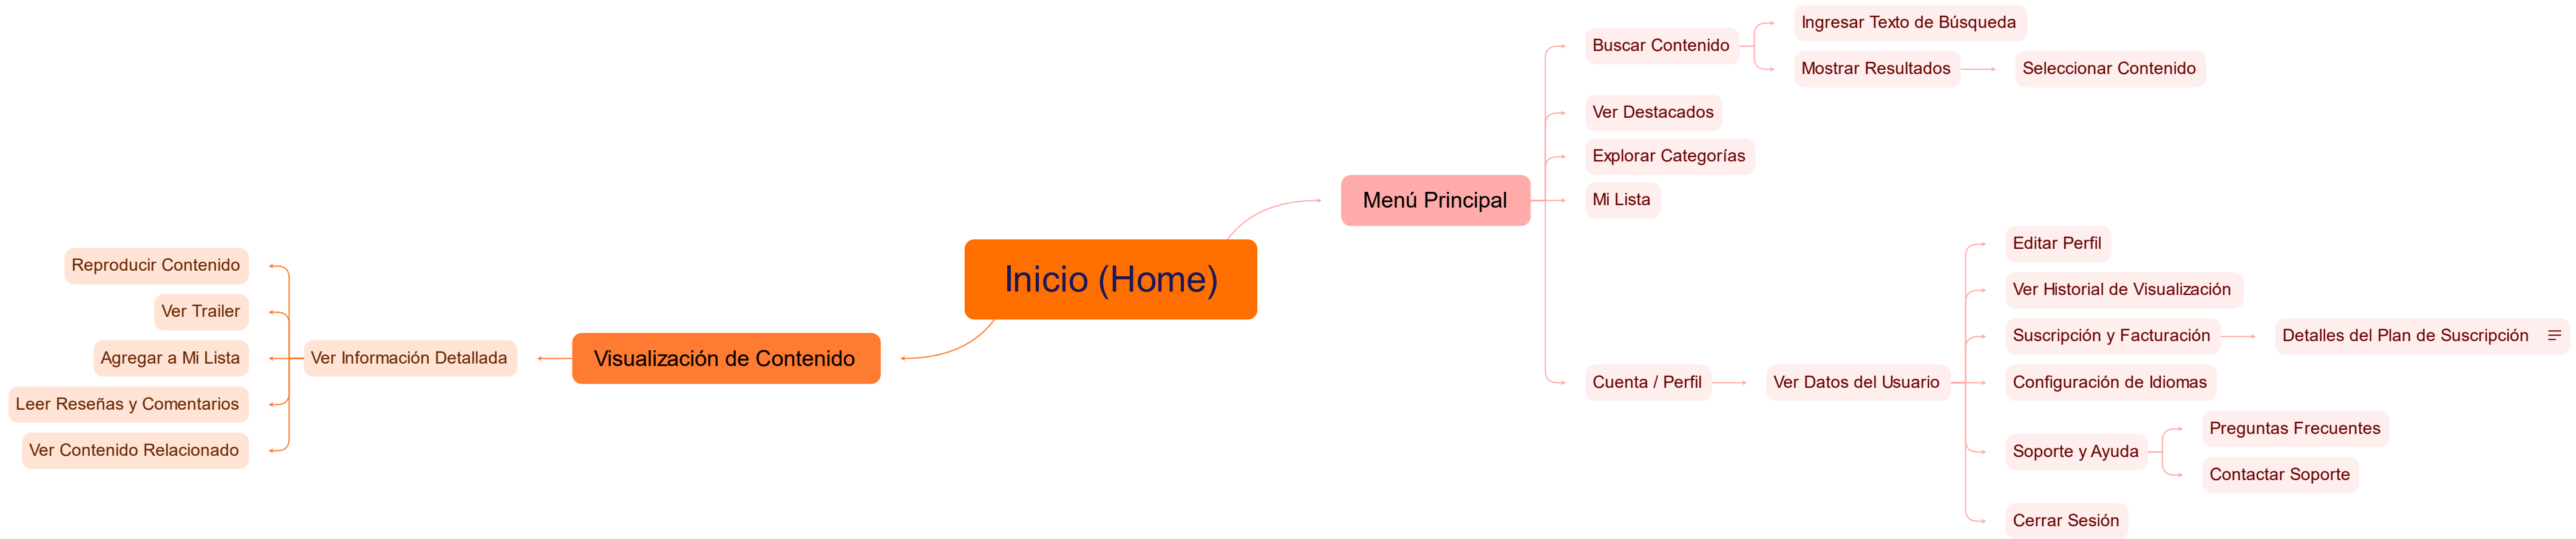 Inicio (Home)
Menú Principal
Buscar Contenido
Ingresar Texto de Búsqueda
Mostrar Resultados
Seleccionar Contenido
Ver Destacados
Explorar Categorías
Mi Lista
Cuenta / Perfil
Ver Datos del Usuario
Editar Perfil
Ver Historial de Visualización
Suscripción y Facturación
Detalles del Plan de Suscripción
Configuración de Idiomas
Soporte y Ayuda
Preguntas Frecuentes
Contactar Soporte
Cerrar Sesión
Visualización de Contenido
Ver Información Detallada
Reproducir Contenido
Ver Trailer
Agregar a Mi Lista
Leer Reseñas y Comentarios
Ver Contenido Relacionado